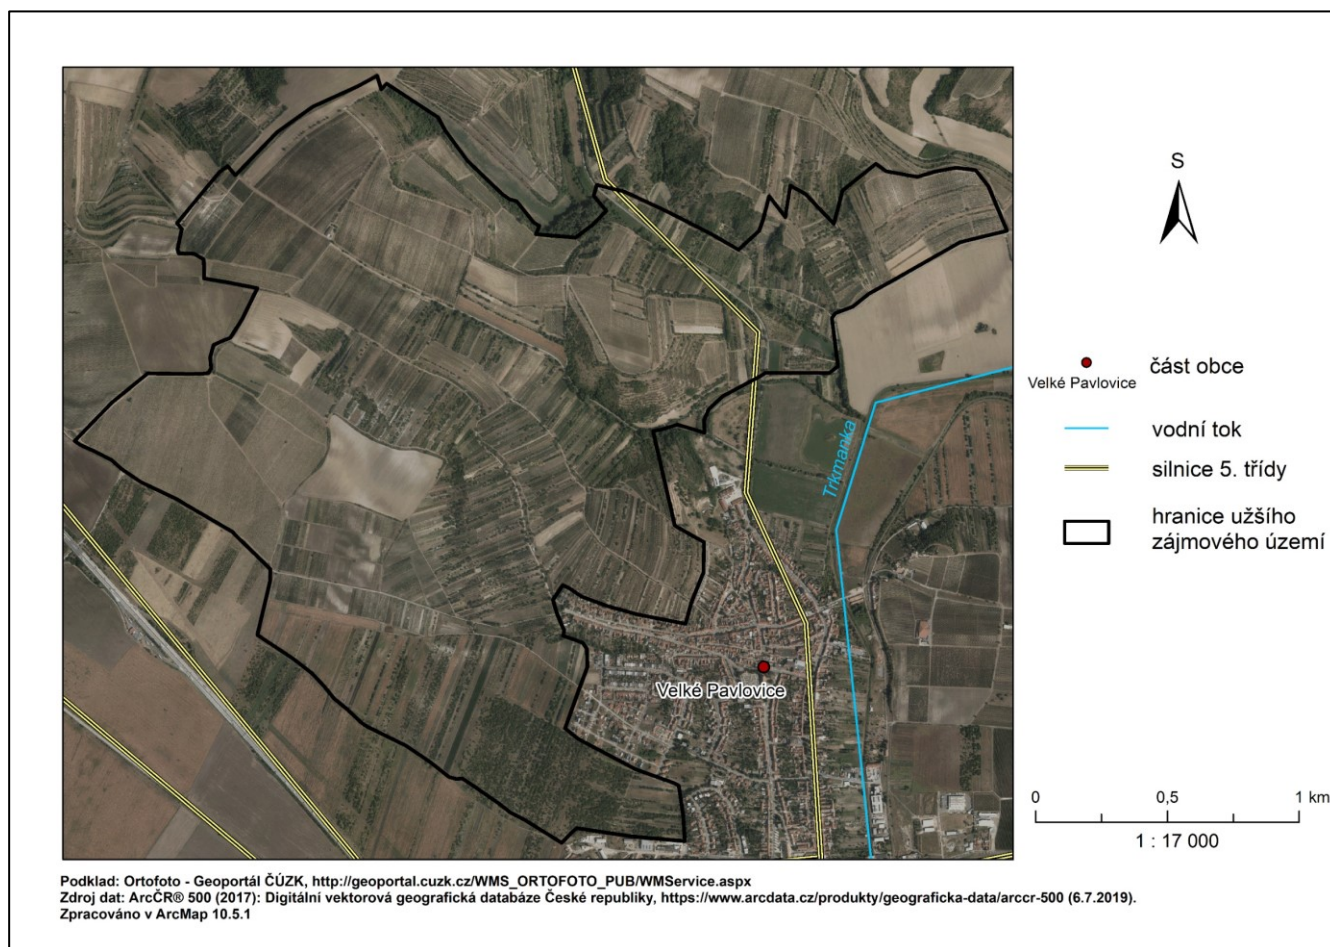 S
Trkmanka
Velké Pavlovice
Velké Pavlovice
část obce
vodní tok
silnice 5. třídy
hranice užšího
zájmového území
0 0,5 1 km
1 : 17 000
Podklad: Ortofoto - Geoportál ČÚZK, http://geoportal.cuzk.cz/WMS_ORTOFOTO_PUB/WMService.aspx
Zdroj dat: ArcČR® 500 (2017): Digitální vektorová geografická databáze České republiky, https://www.arcdata.cz/produkty/geograficka-data/arccr-500 (6.7.2019).
Zpracováno v ArcMap 10.5.1